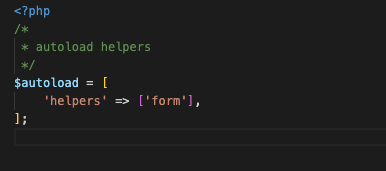 <?php
/*
 * autoload helpers
 */
$autoload = [
    'helpers' => ['form'],
];